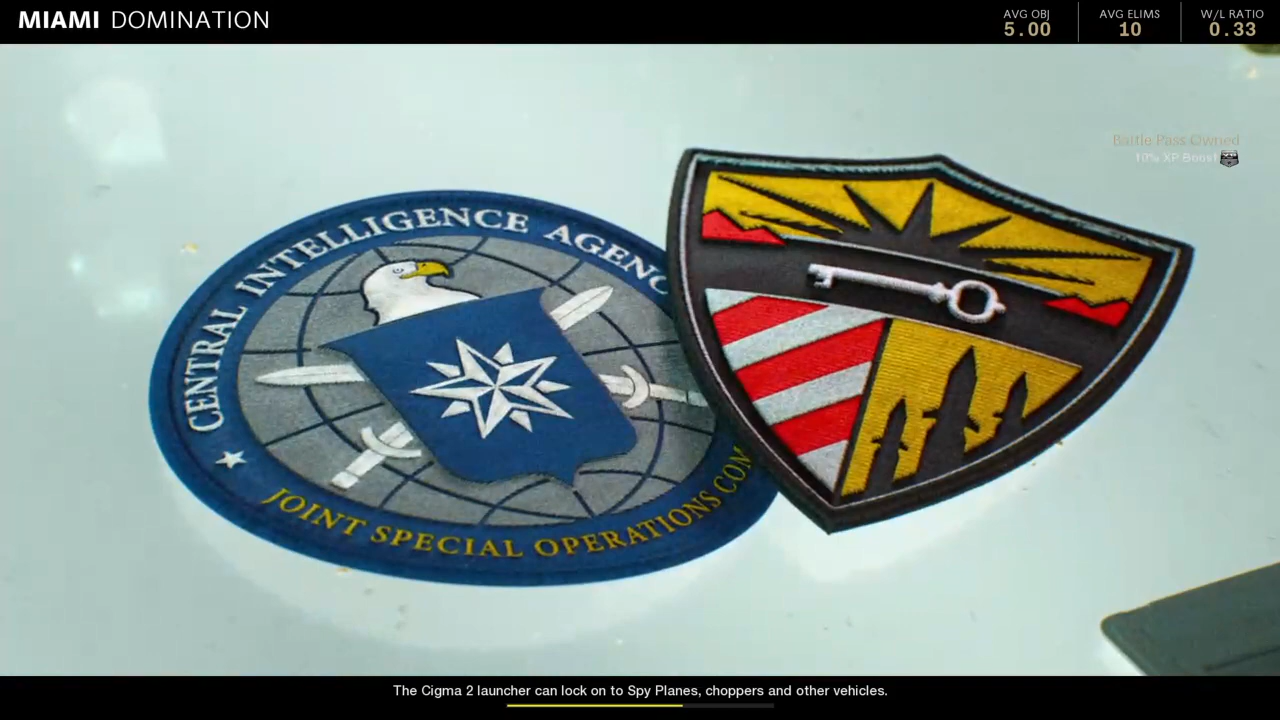 MIAMI DOMINATION
AVG OBJ
5.00
AVG ELIMS
10
W/L RATIO
0.33
Battle Pass Owned
10% XP Boost
CENTRAL INTELLIGENCE AGENC
JOINT SPECIAL OPERATIONS COM
The Cigma 2 launcher can lock on to Spy Planes, choppers and other vehicles.